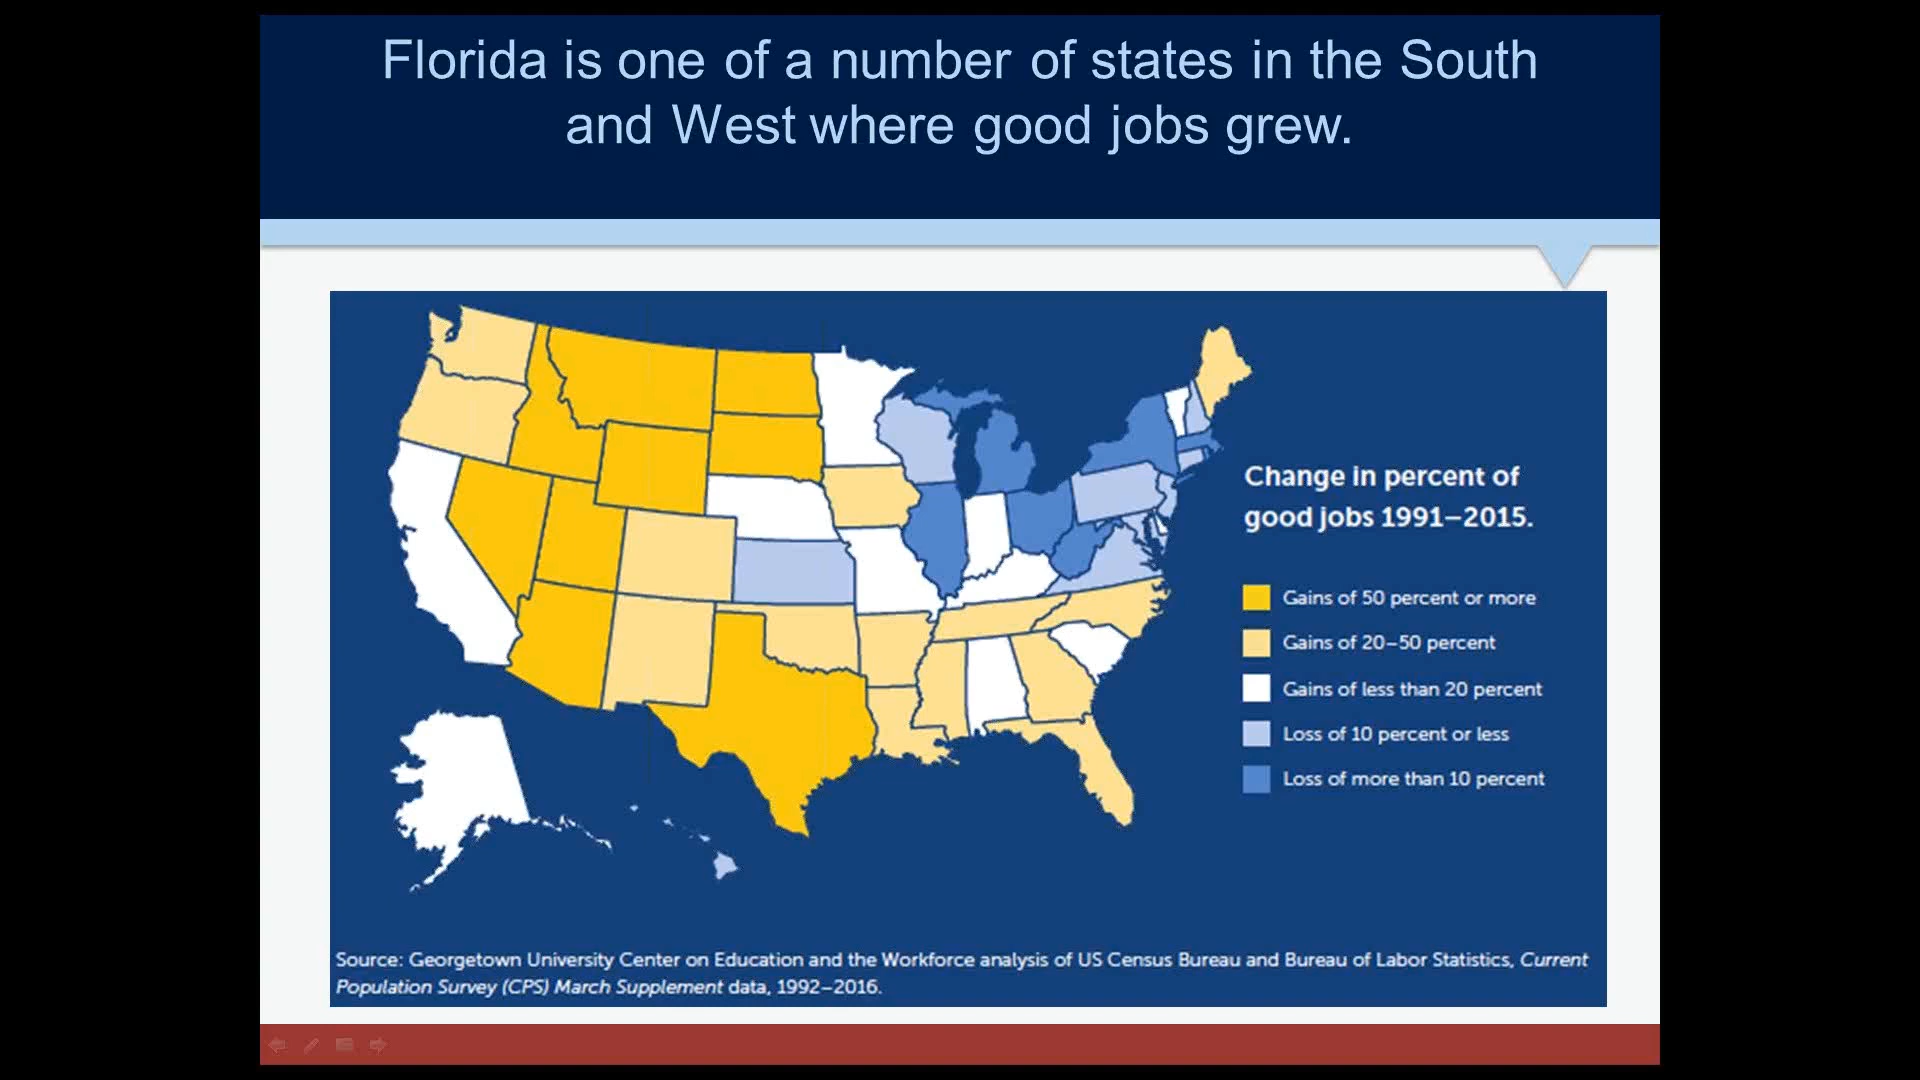 Florida is one of a number of states in the South
and West where good jobs grew.
Change in percent of
good jobs 1991–2015.
Gains of 50 percent or more
Gains of 20–50 percent
Gains of less than 20 percent
Loss of 10 percent or less
Loss of more than 10 percent
Source: Georgetown University Center on Education and the Workforce analysis of US Census Bureau and Bureau of Labor Statistics, Current
Population Survey (CPS) March Supplement data, 1992–2016.